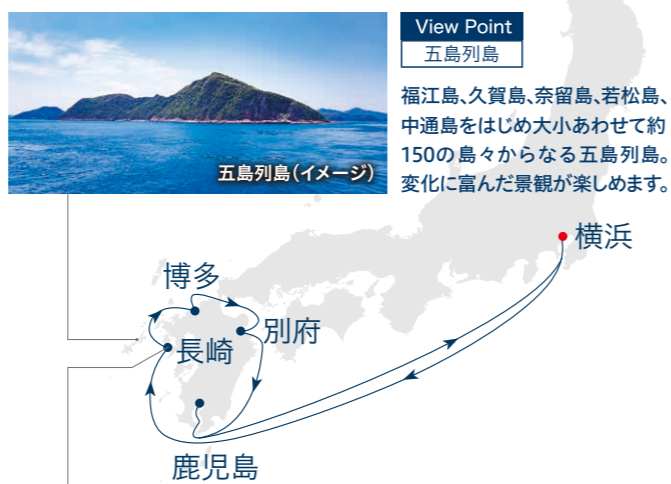 View Point
五島列島
福江島、久賀島、奈留島、若松島、
中通島をはじめ大小あわせて約
150の島々からなる五島列島。
変化に富んだ景観が楽しめます。
五島列島(イメージ)
横浜
博多
別府
長崎
鹿児島